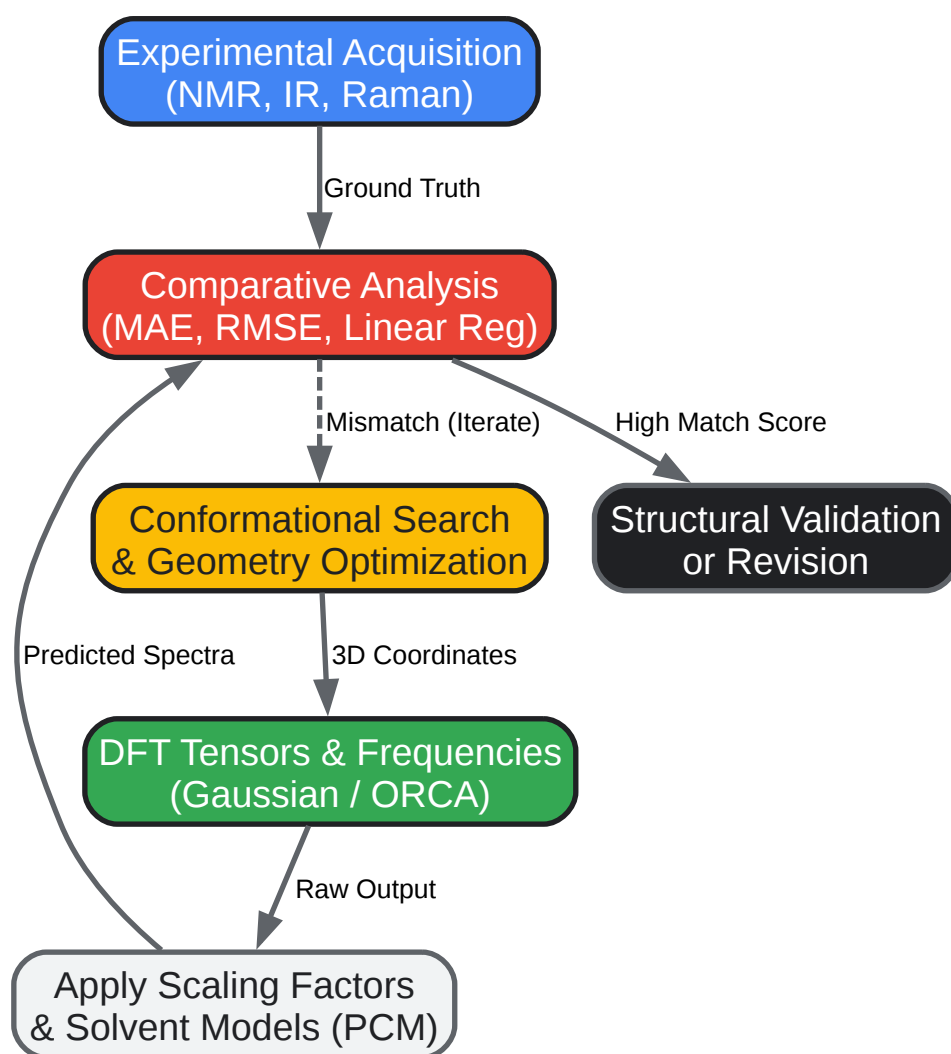 Experimental Acquisition
(NMR, IR, Raman)
Ground Truth
Comparative Analysis
(MAE, RMSE, Linear Reg)
Mismatch (Iterate)
High Match Score
Conformational Search
& Geometry Optimization
Structural Validation
or Revision
Predicted Spectra
3D Coordinates
DFT Tensors & Frequencies
(Gaussian / ORCA)
Raw Output
Apply Scaling Factors
& Solvent Models (PCM)